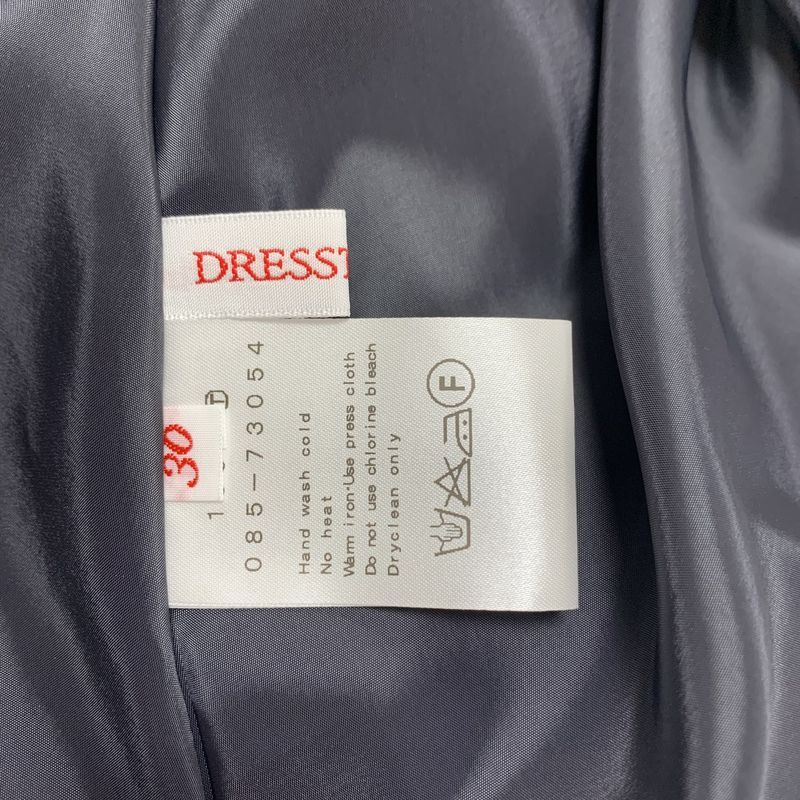 DRESST
30
085-73054
Hand wash cold
No heat
Warm iron-Use press cloth
Do not use chlorine bleach
Dryclean only
F